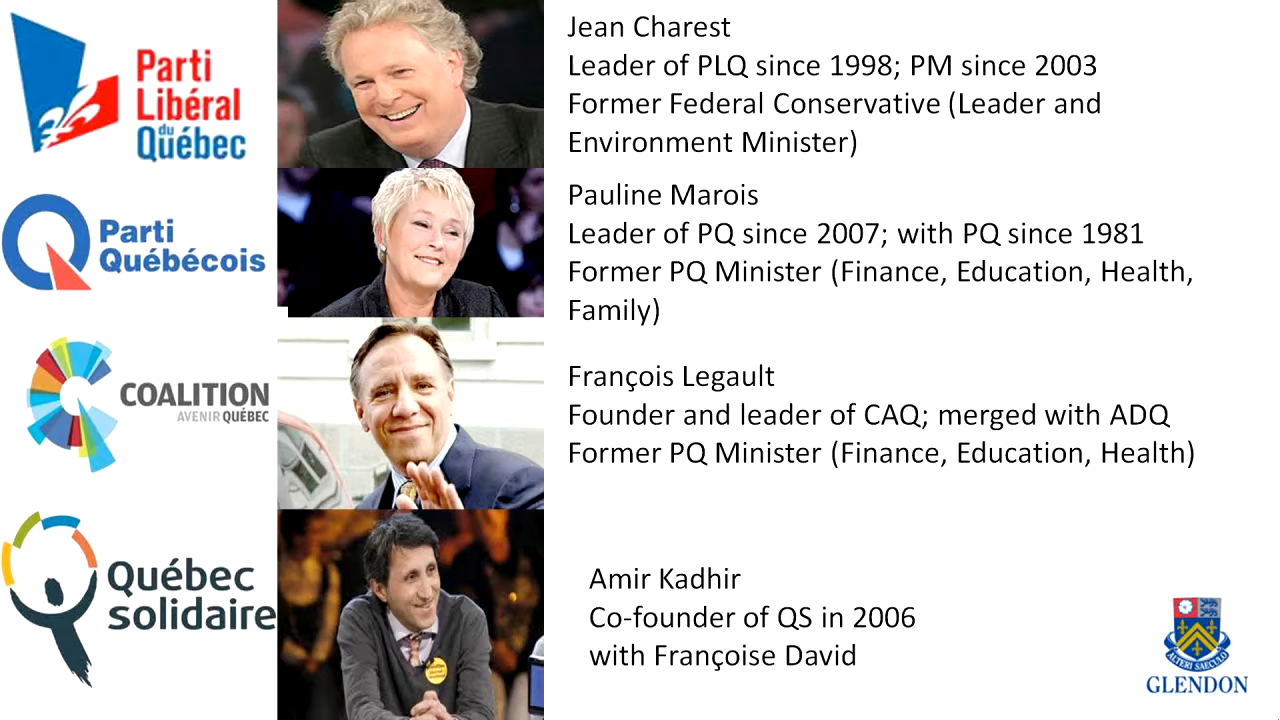 Parti
Libéral
du
Québec
Jean Charest
Leader of PLQ since 1998; PM since 2003
Former Federal Conservative (Leader and
Environment Minister)
Parti
Québécois
Pauline Marois
Leader of PQ since 2007; with PQ since 1981
Former PQ Minister (Finance, Education, Health,
Family)
COALITION
AVENIR QUÉBEC
François Legault
Founder and leader of CAQ; merged with ADQ
Former PQ Minister (Finance, Education, Health)
Québec
solidaire
Amir Kadhir
Co-founder of QS in 2006
with Françoise David
ALTERI SAECULO
GLENDON